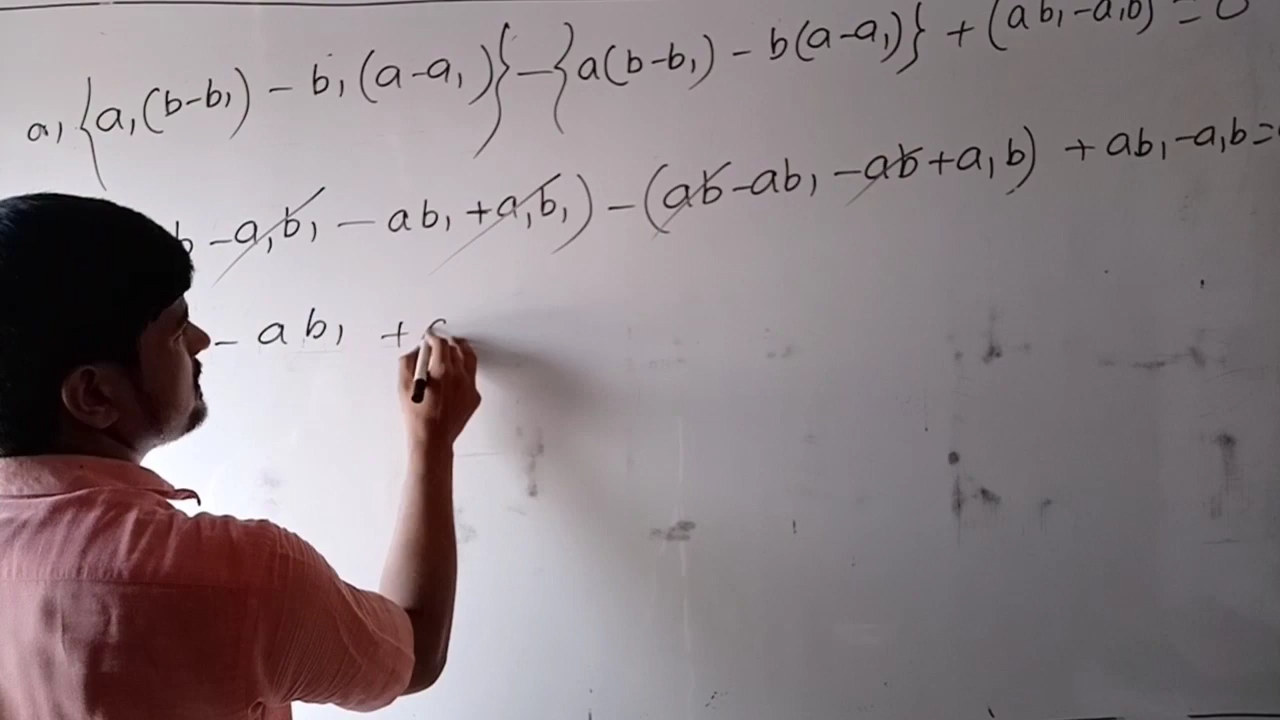 a₁{a₁(b-b₁) - b₁(a-a₁)} - {a(b-b₁) - b(a-a₁)} + (ab₁-a₁b) = 0
b - a₁b₁ - ab₁ + a₁b₁) - (ab - ab₁ - ab + a₁b) + ab₁ - a₁b =
- ab₁ +